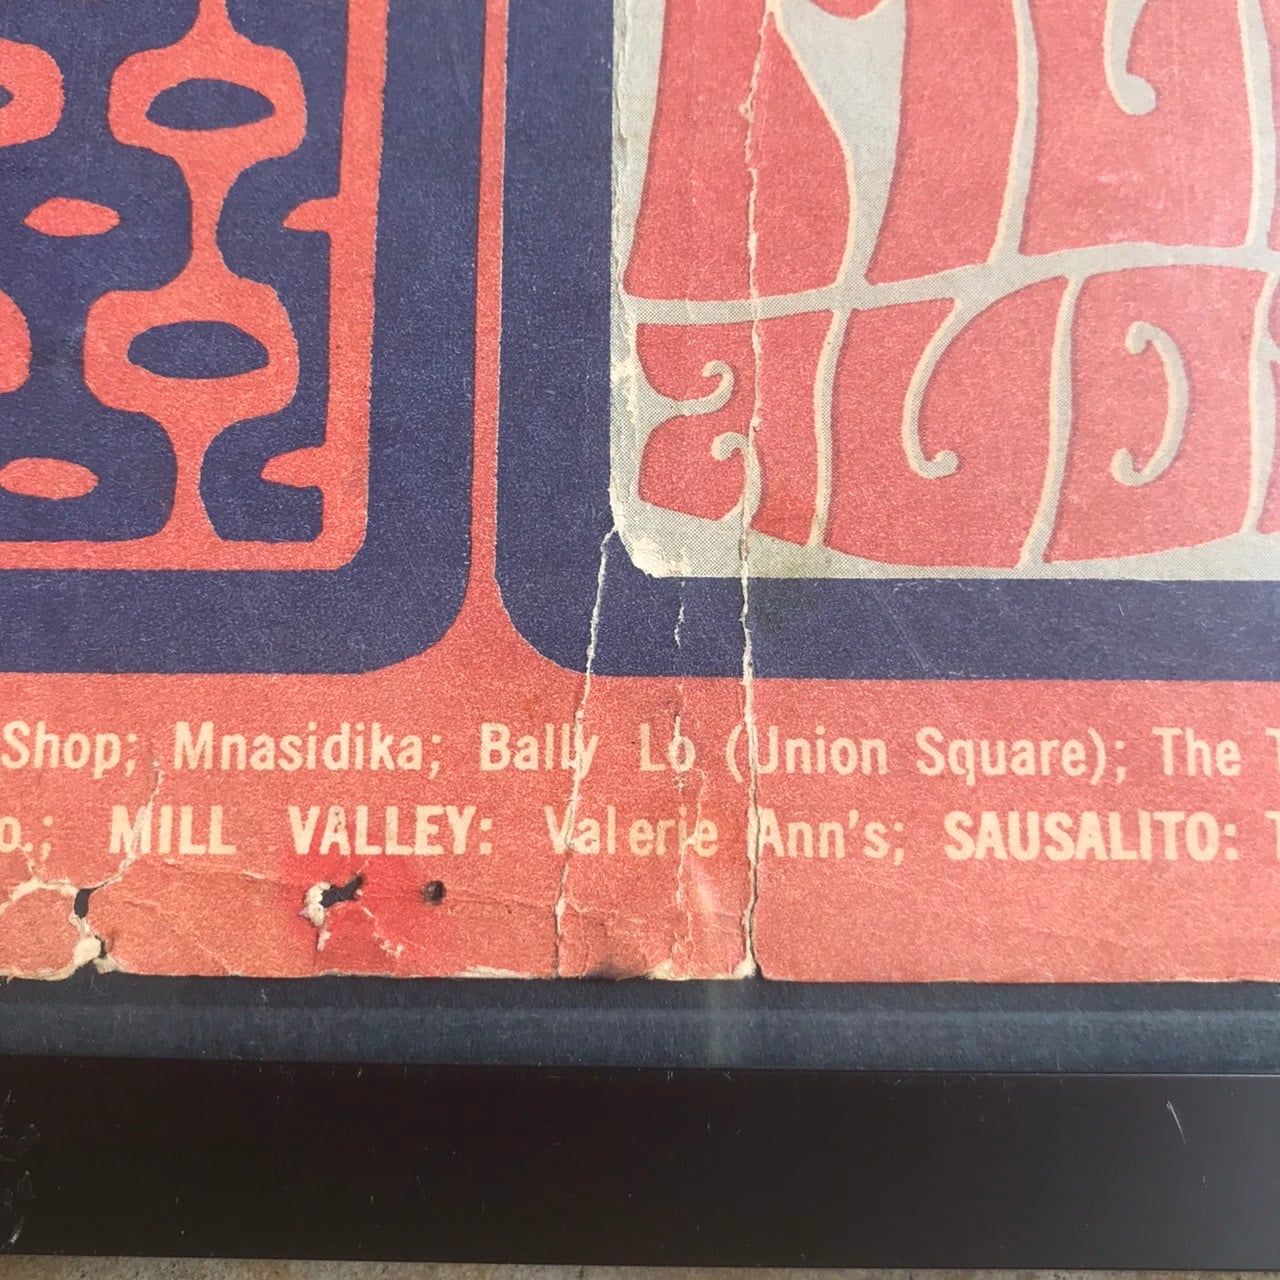 Shop; Mnasidika; Bally Lo (Union Square); The T
o.; MILL VALLEY: Valerie Ann's; SAUSALITO: T